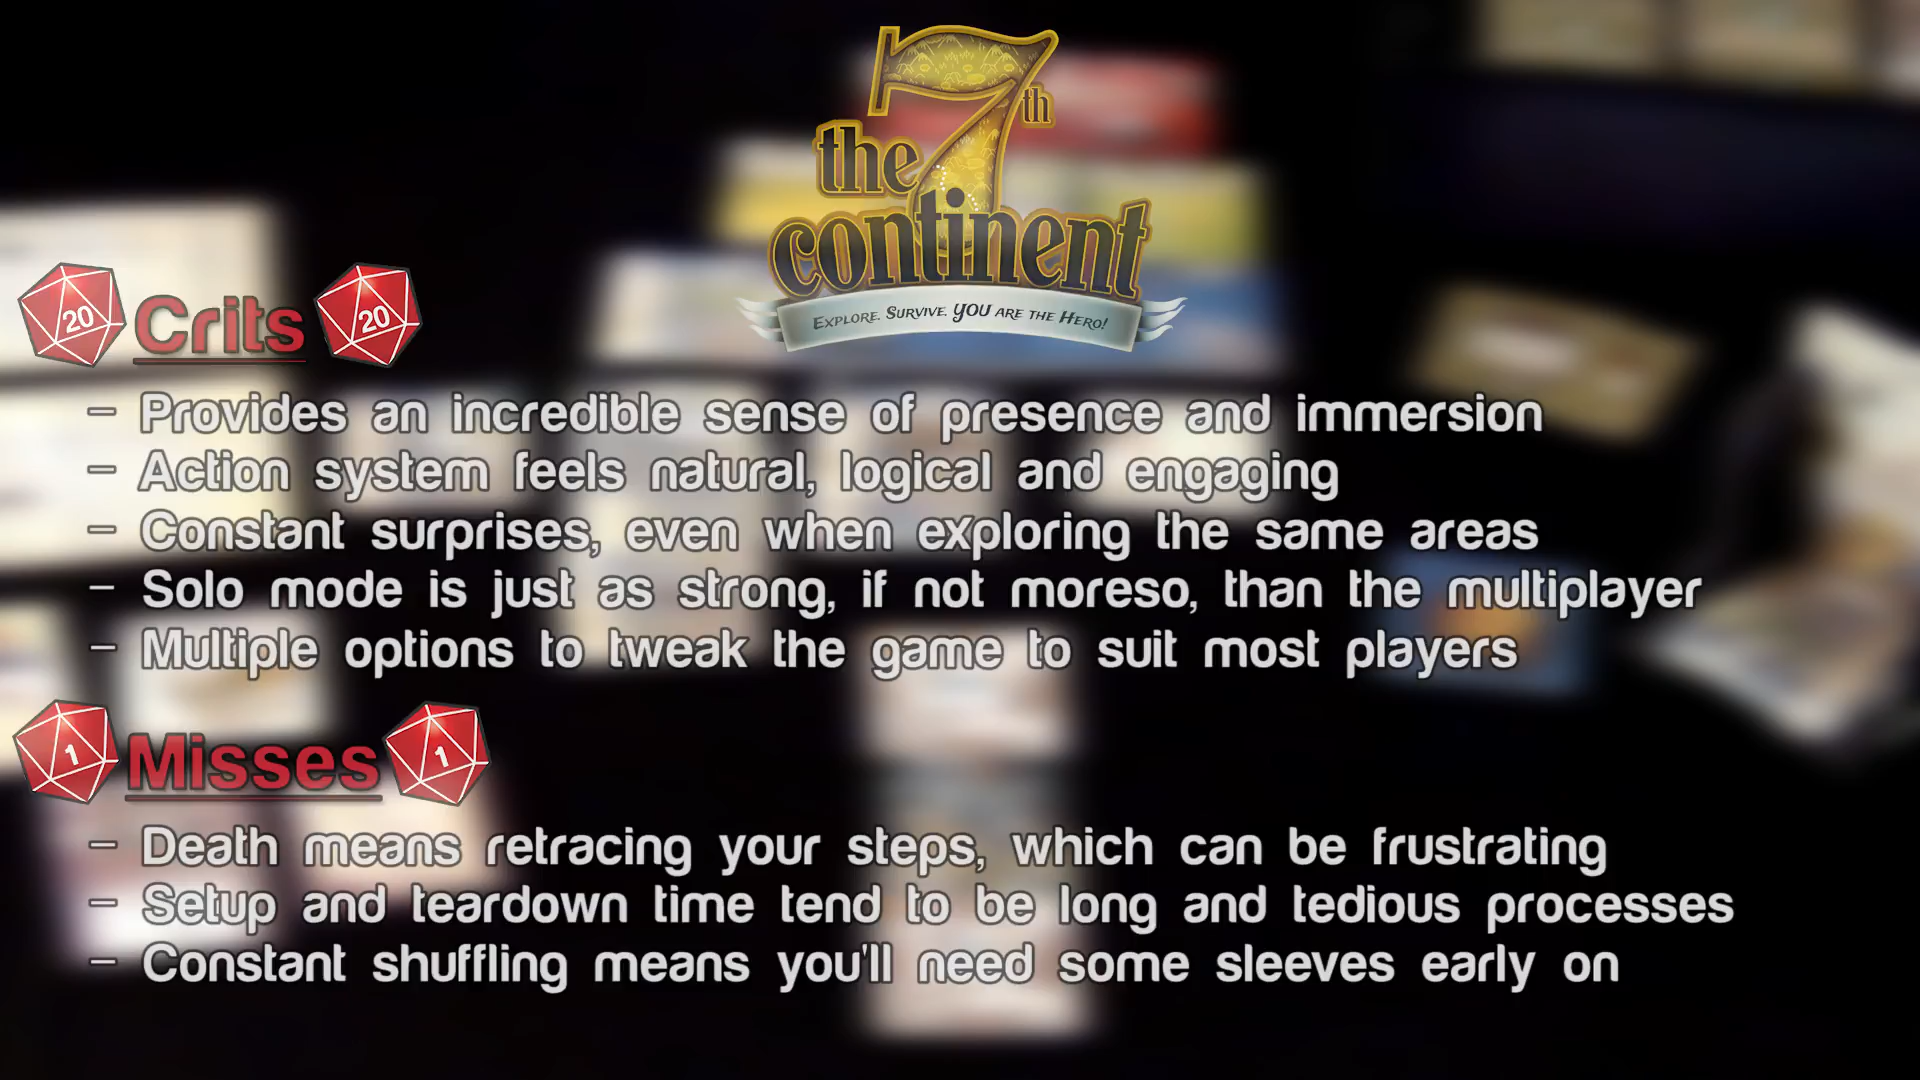 the 7th
continent
Explore. Survive. YOU are the Hero!
20 Crits 20
– Provides an incredible sense of presence and immersion
– Action system feels natural, logical and engaging
– Constant surprises, even when exploring the same areas
– Solo mode is just as strong, if not moreso, than the multiplayer
– Multiple options to tweak the game to suit most players
1 Misses 1
– Death means retracing your steps, which can be frustrating
– Setup and teardown time tend to be long and tedious processes
– Constant shuffling means you'll need some sleeves early on